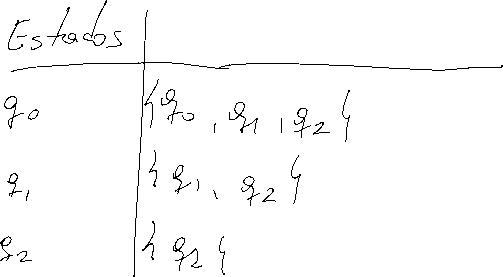 Estados
q0 {q0, q1, q2}
q1 {q1, q2}
q2 {q2}